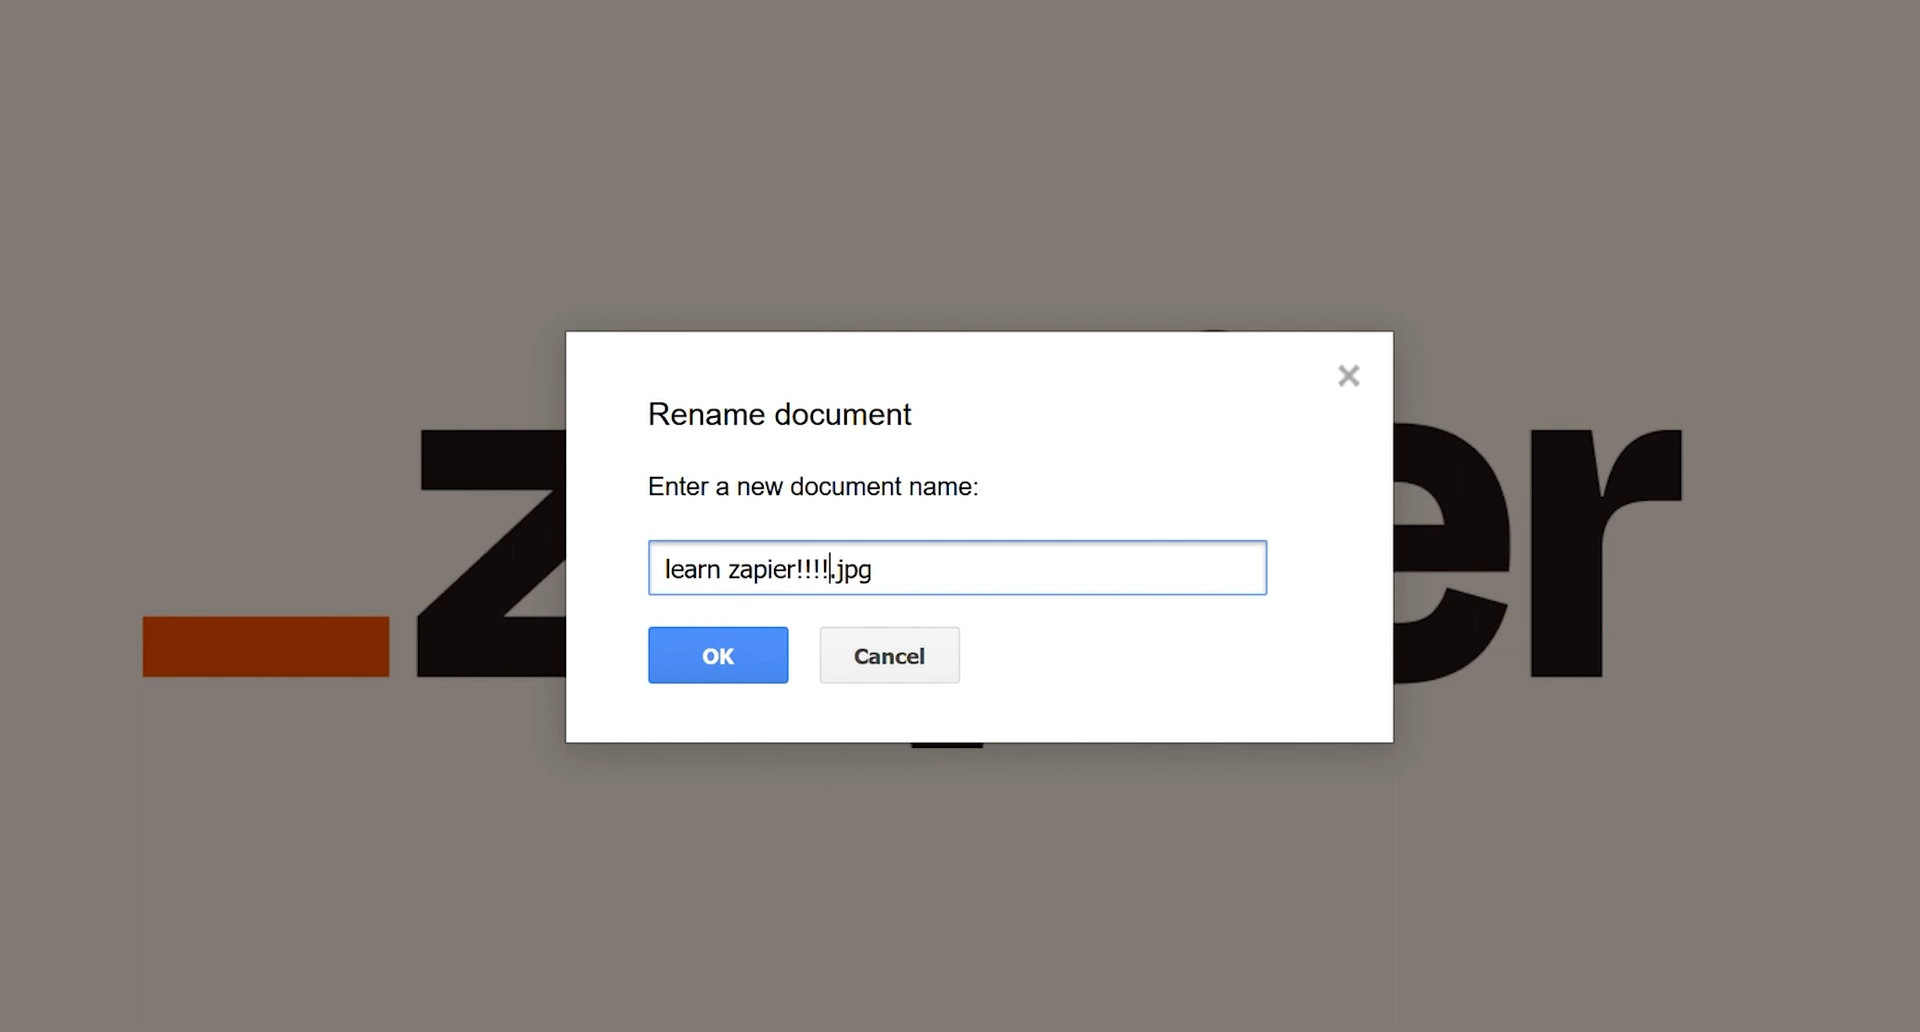 Rename document
Enter a new document name:
learn zapier!!!!.jpg
OK
Cancel